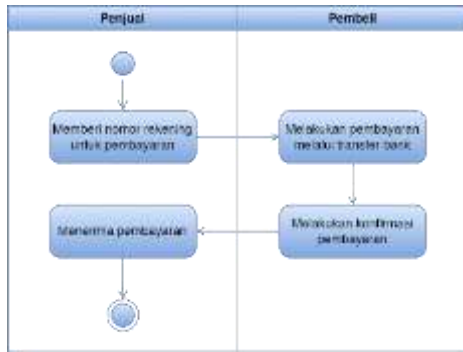 Penjual
Pembeli
Memberi nomor rekening
untuk pembayaran
Melakukan pembayaran
melalui transfer bank
Menerima pembayaran
Melakukan konfirmasi
pembayaran